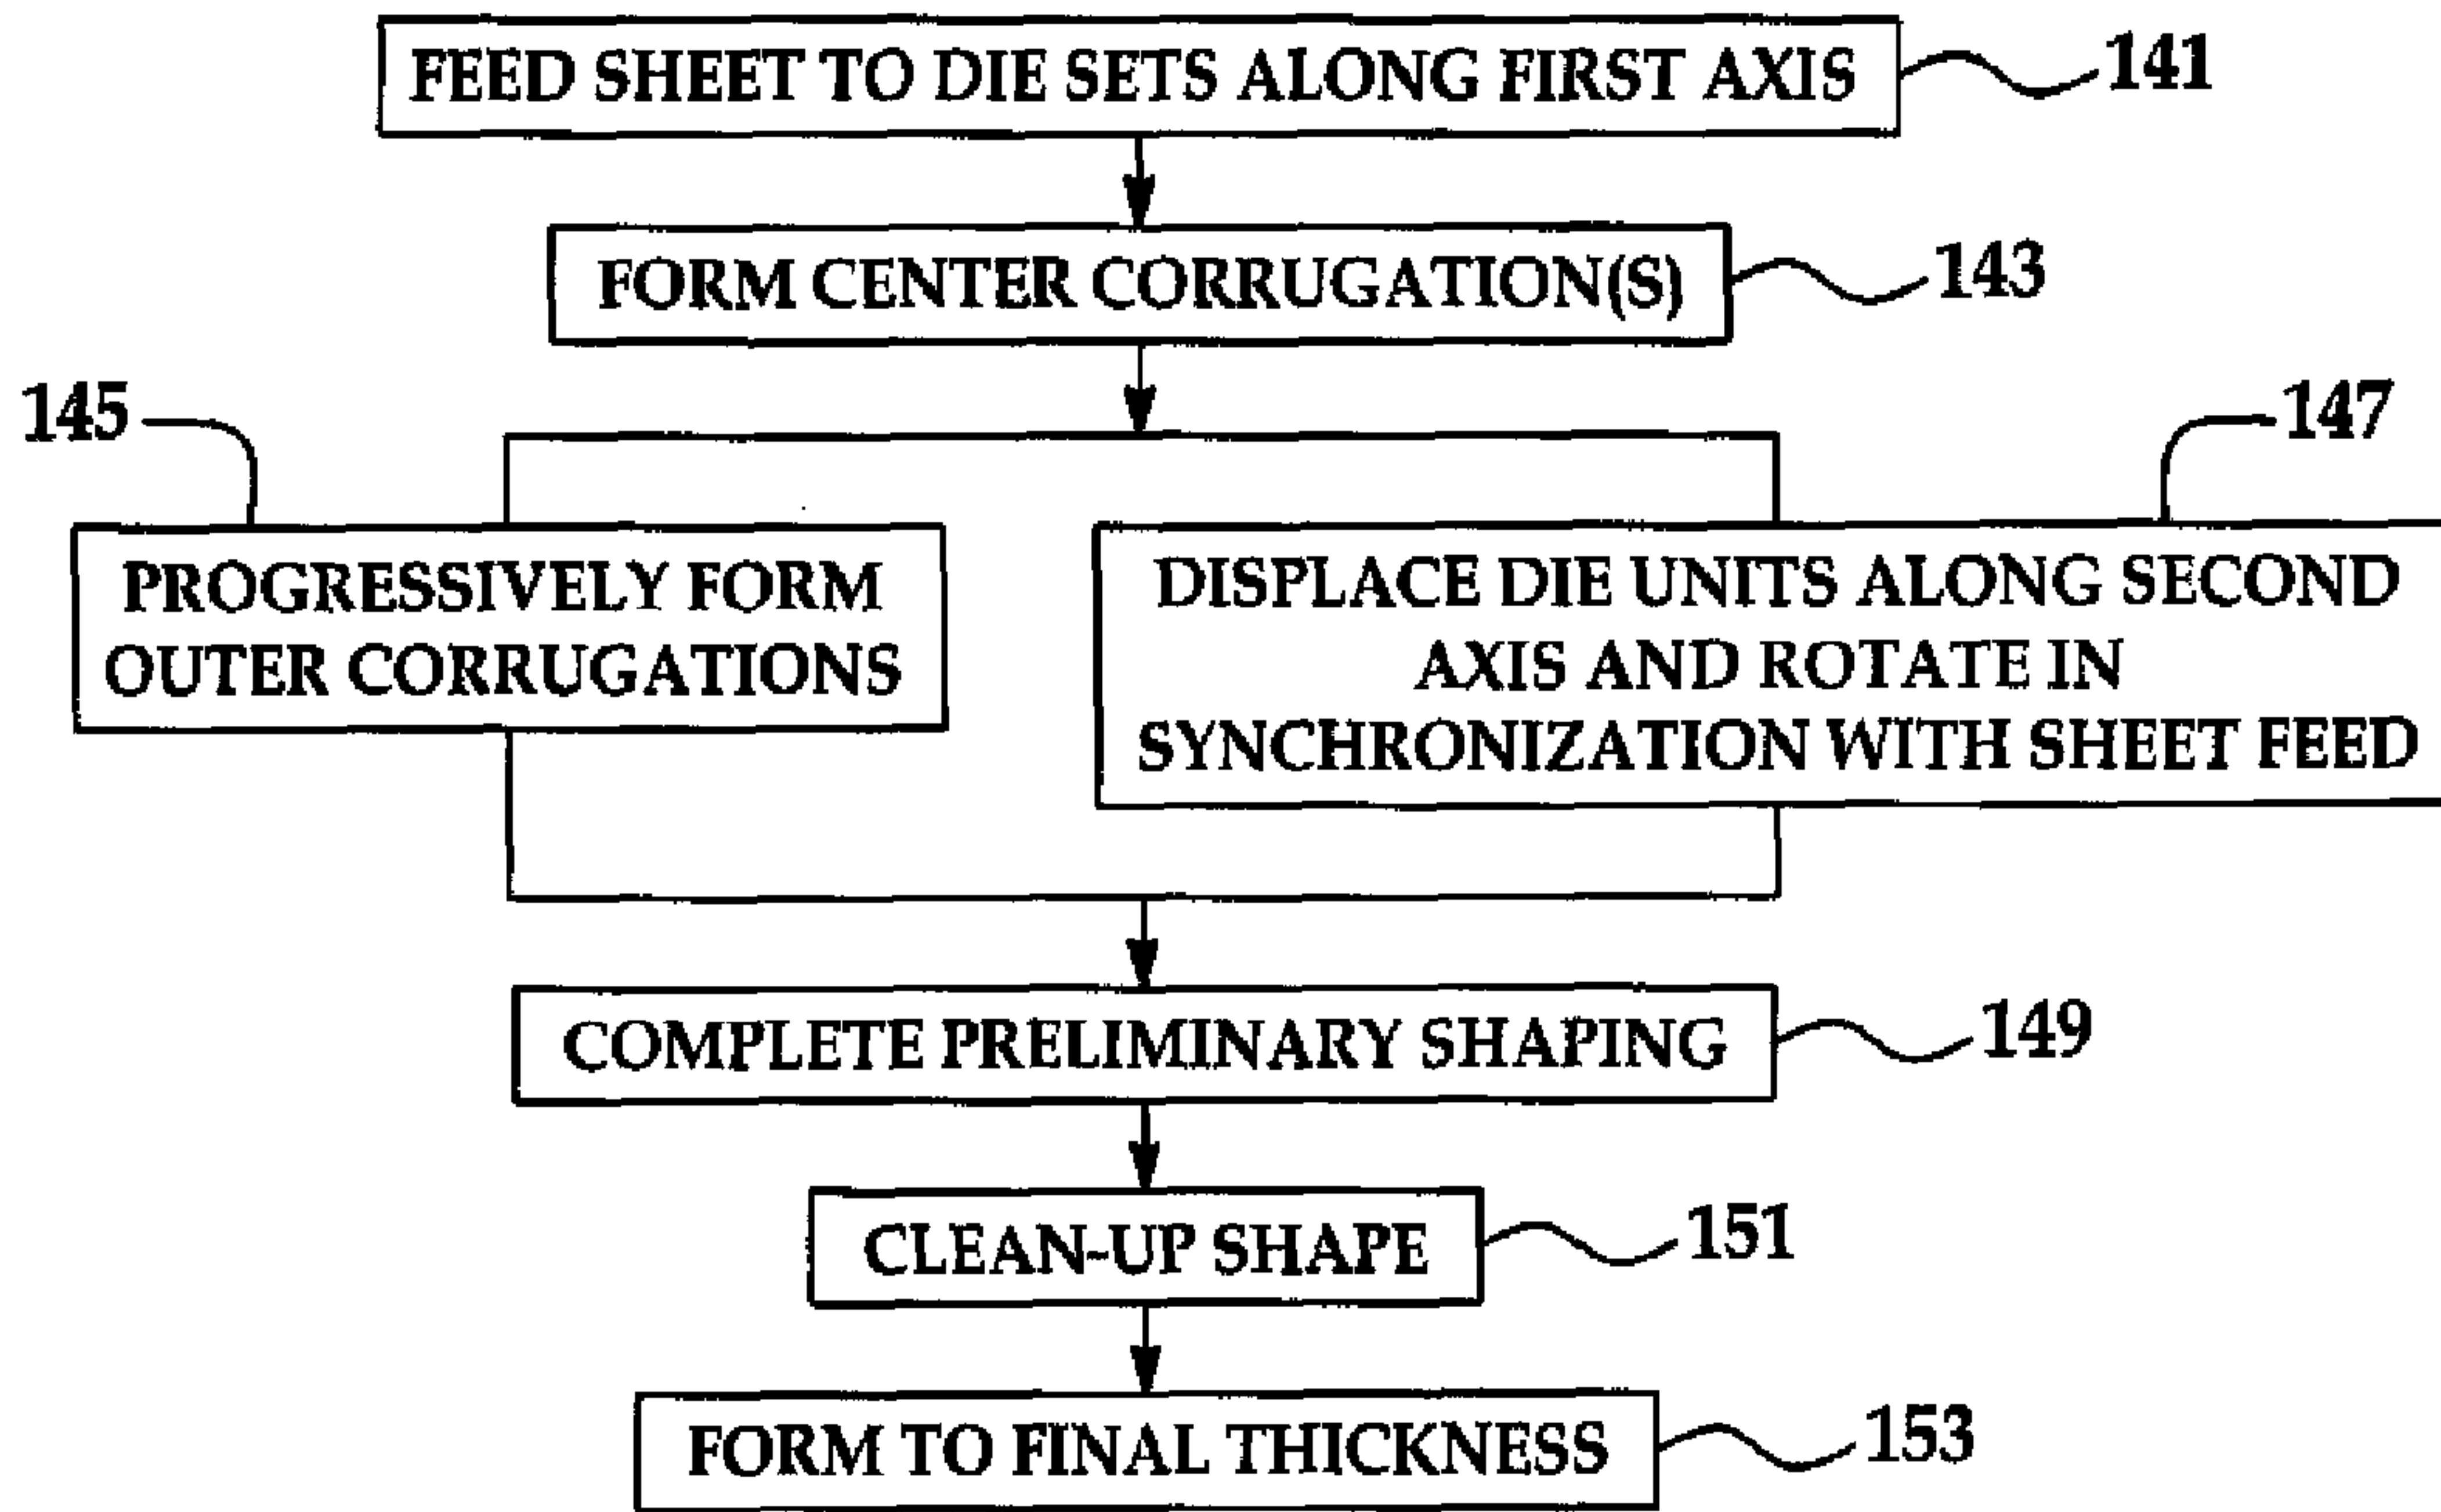 FEED SHEET TO DIE SETS ALONG FIRST AXIS
141
FORM CENTER CORRUGATION(S)
143
145
147
PROGRESSIVELY FORM
OUTER CORRUGATIONS
DISPLACE DIE UNITS ALONG SECOND
AXIS AND ROTATE IN
SYNCHRONIZATION WITH SHEET FEED
COMPLETE PRELIMINARY SHAPING
149
CLEAN-UP SHAPE
151
FORM TO FINAL THICKNESS
153